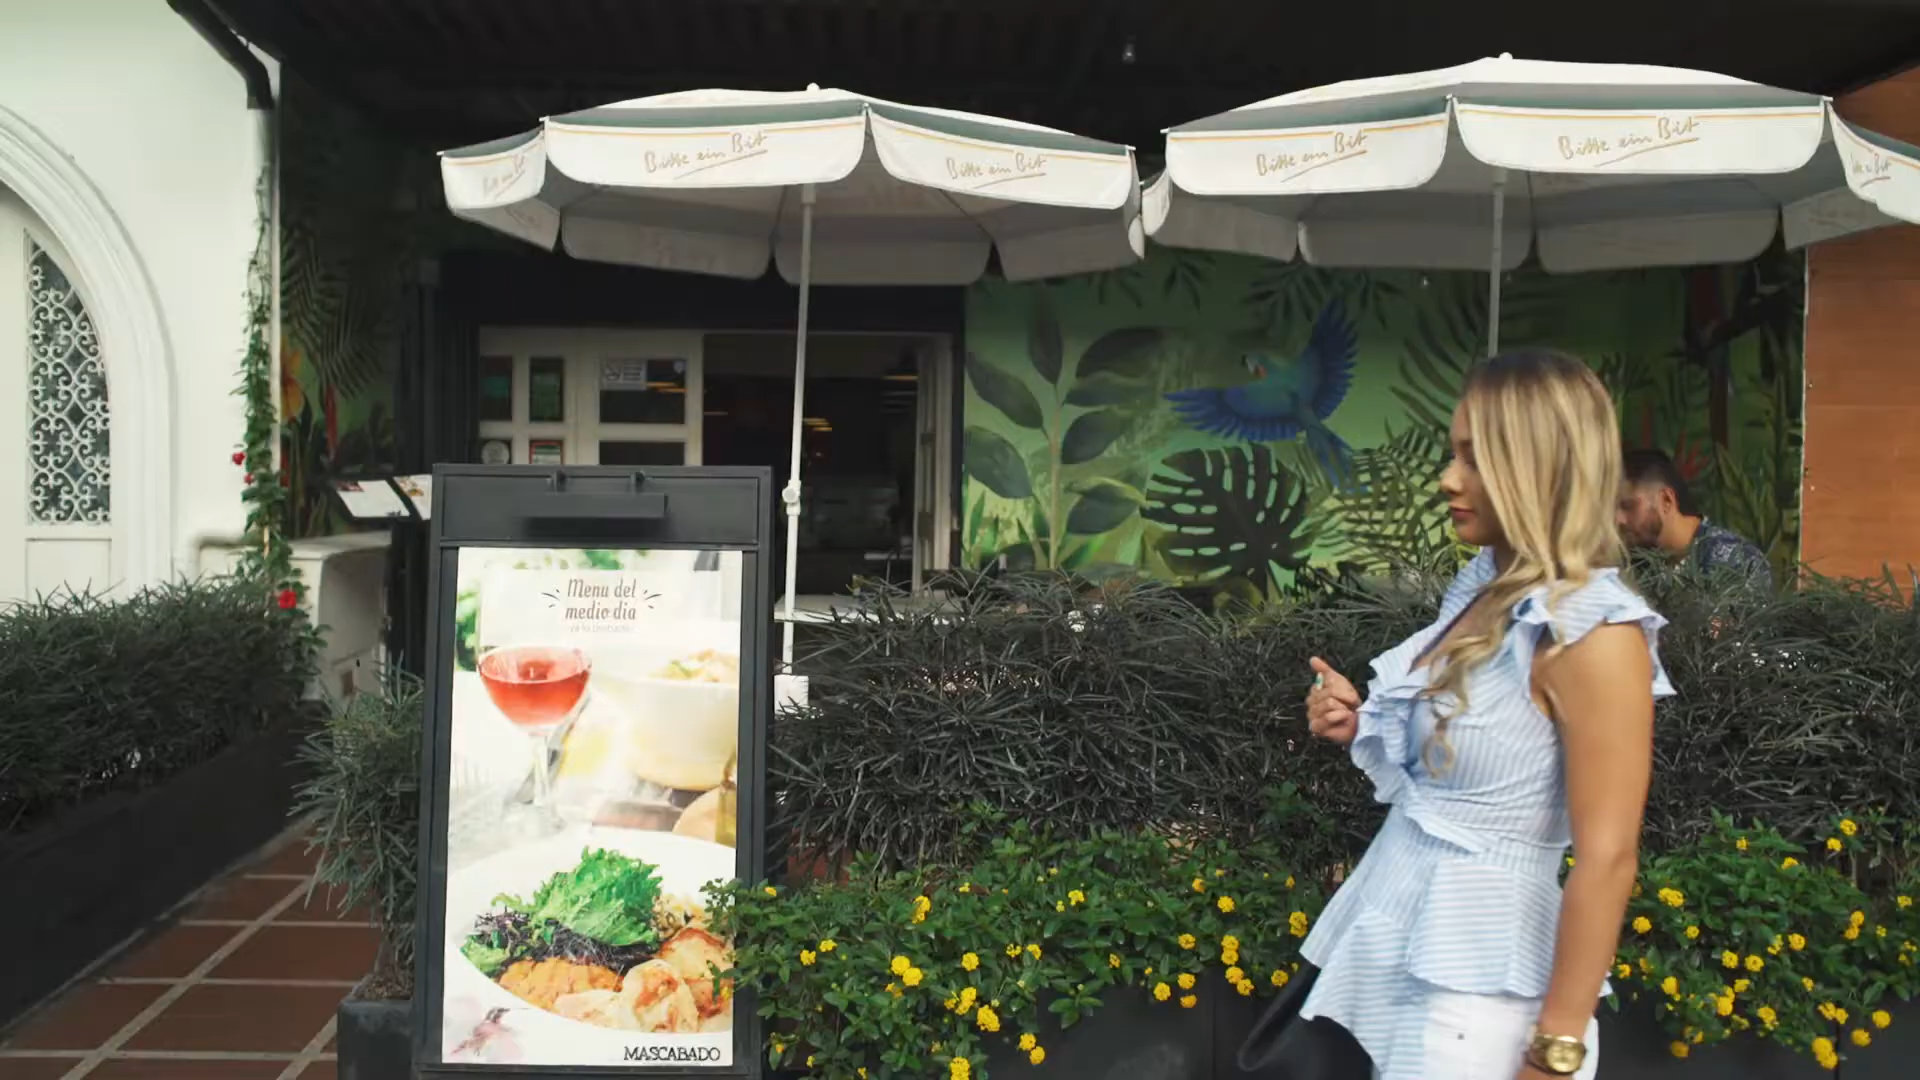 Bitte ein Bit
Bitte ein Bit
Bitte ein Bit
Bitte ein Bit
Menu del
medio dia
MASCABADO